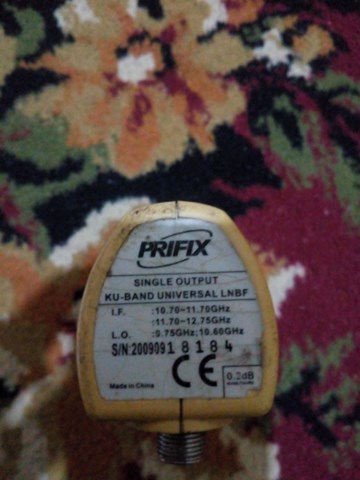 PRIFIX
SINGLE OUTPUT
KU-BAND UNIVERSAL LNBF
I.F. :10.70~11.70GHz
:11.70~12.75GHz
L.O. :9.75GHz;10.60GHz
S/N:20090918184
CE
Made in China
0.2dB